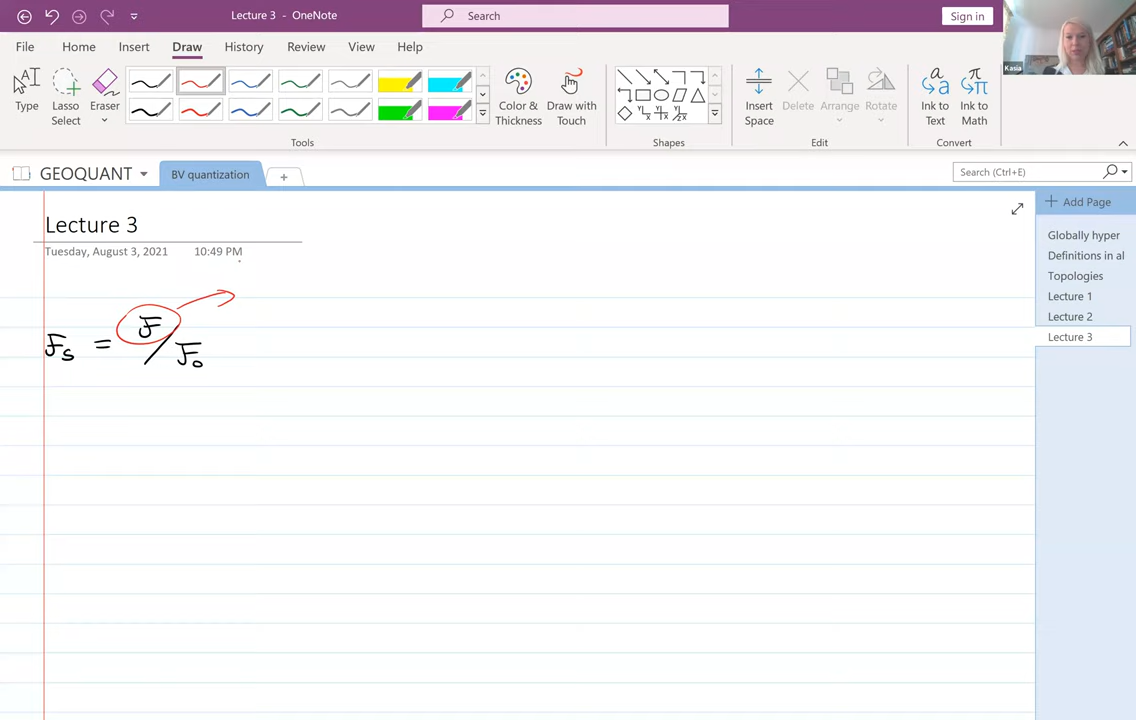 Lecture 3 - OneNote
Search
Sign in
File Home Insert Draw History Review View Help
Kasia
Type
Lasso Select
Eraser
Color & Thickness
Draw with Touch
Insert Space
Delete
Arrange
Rotate
Ink to Text
Ink to Math
Tools
Shapes
Edit
Convert
GEOQUANT
BV quantization
Search (Ctrl+E)
Add Page
Lecture 3
Tuesday, August 3, 2021 10:49 PM
Globally hyper
Definitions in al
Topologies
Lecture 1
Lecture 2
Lecture 3
F_S = F / F_0